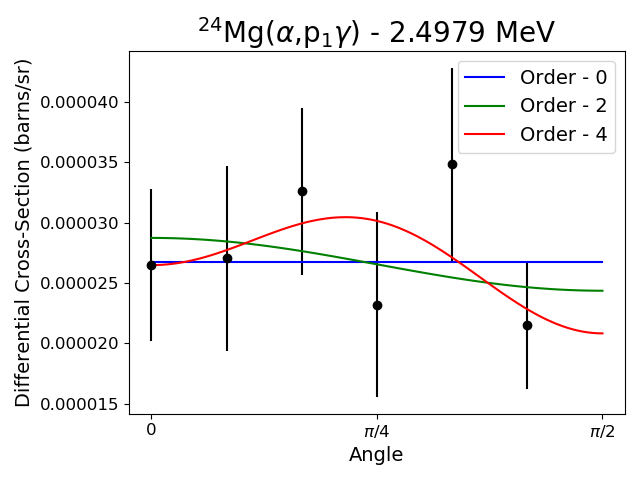 ²⁴Mg(α,p₁γ) - 2.4979 MeV
Order - 0
Order - 2
Order - 4
Differential Cross-Section (barns/sr)
0.000040
0.000035
0.000030
0.000025
0.000020
0.000015
0
π/4
π/2
Angle